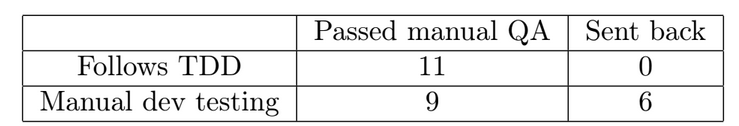 Passed manual QA Sent back
Follows TDD 11 0
Manual dev testing 9 6